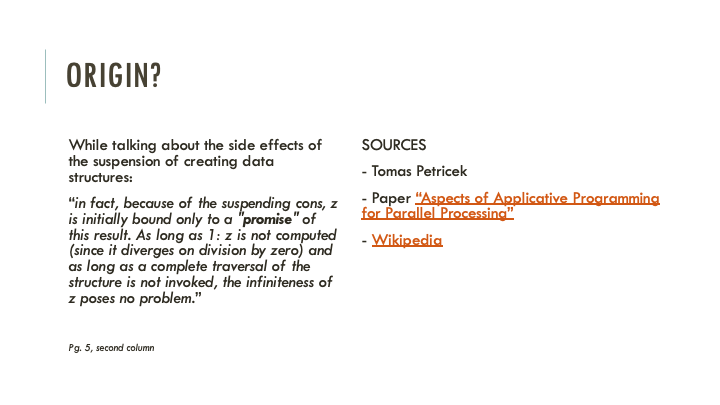 ORIGIN?
While talking about the side effects of
the suspension of creating data
structures:
“in fact, because of the suspending cons, z
is initially bound only to a "promise" of
this result. As long as 1: z is not computed
(since it diverges on division by zero) and
as long as a complete traversal of the
structure is not invoked, the infiniteness of
z poses no problem.”
Pg. 5, second column
SOURCES
- Tomas Petricek
- Paper “Aspects of Applicative Programming
for Parallel Processing”
- Wikipedia